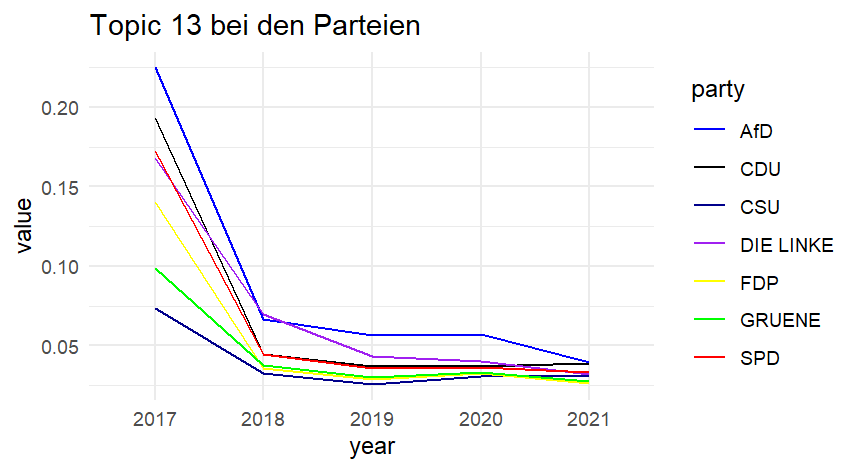 Topic 13 bei den Parteien
value
0.20
0.15
0.10
0.05
2017 2018 2019 2020 2021
year
party
AfD
CDU
CSU
DIE LINKE
FDP
GRUENE
SPD